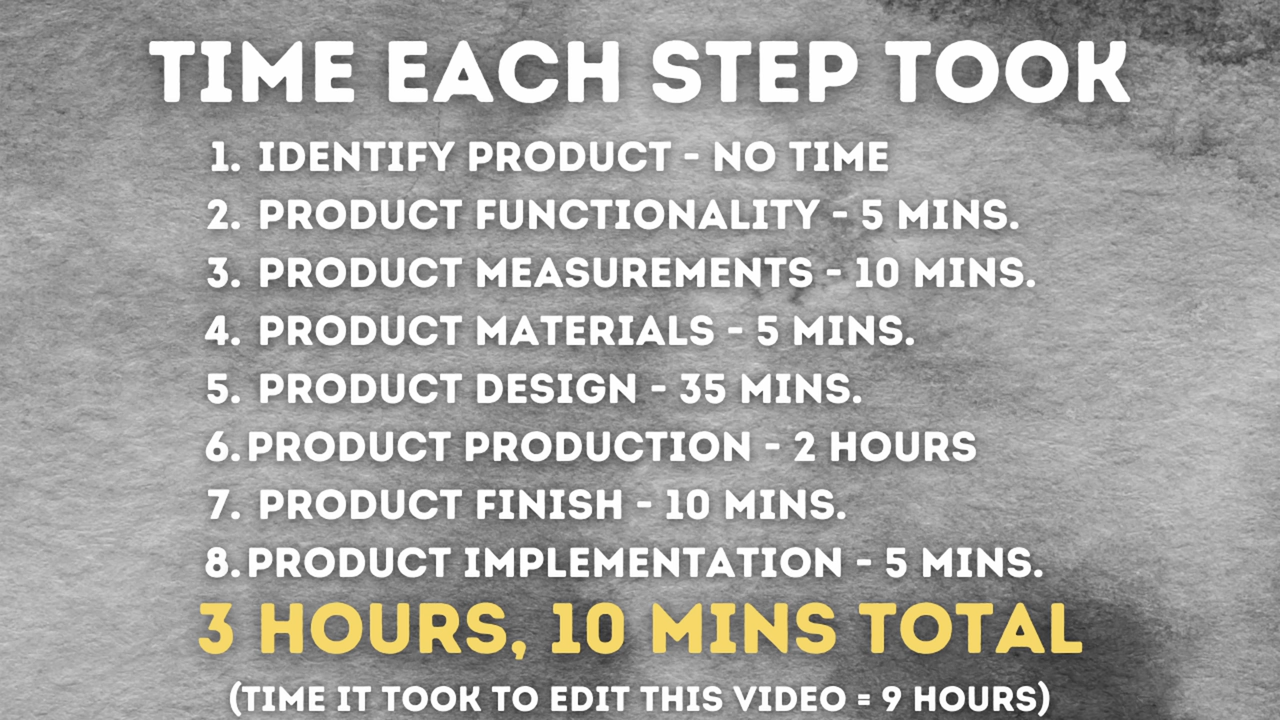 TIME EACH STEP TOOK
1. IDENTIFY PRODUCT - NO TIME
2. PRODUCT FUNCTIONALITY - 5 MINS.
3. PRODUCT MEASUREMENTS - 10 MINS.
4. PRODUCT MATERIALS - 5 MINS.
5. PRODUCT DESIGN - 35 MINS.
6. PRODUCT PRODUCTION - 2 HOURS
7. PRODUCT FINISH - 10 MINS.
8. PRODUCT IMPLEMENTATION - 5 MINS.
3 HOURS, 10 MINS TOTAL
(TIME IT TOOK TO EDIT THIS VIDEO = 9 HOURS)